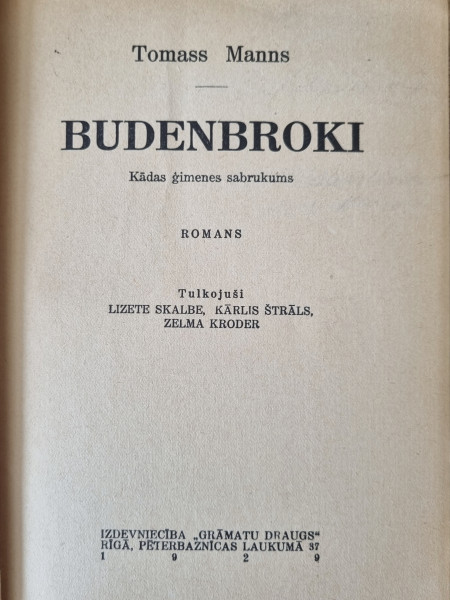 Tomass Manns
BUDENBROKI
Kādas ģimenes sabrukums
ROMANS
Tulkojuši
LIZETE SKALBE, KĀRLIS ŠTRĀLS,
ZELMA KRODER
IZDEVNIECĪBA „GRĀMATU DRAUGS“
RĪGĀ, PĒTERBAZNĪCAS LAUKUMĀ 37
1 9 2 9